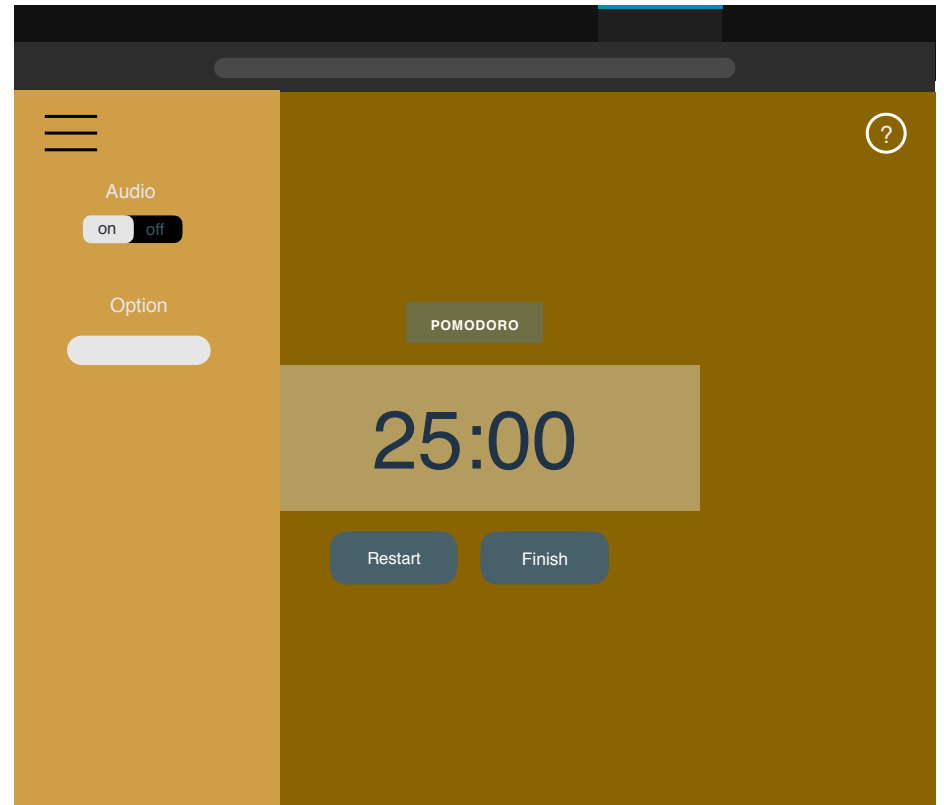 ?
Audio
on off
Option
POMODORO
25:00
Restart Finish